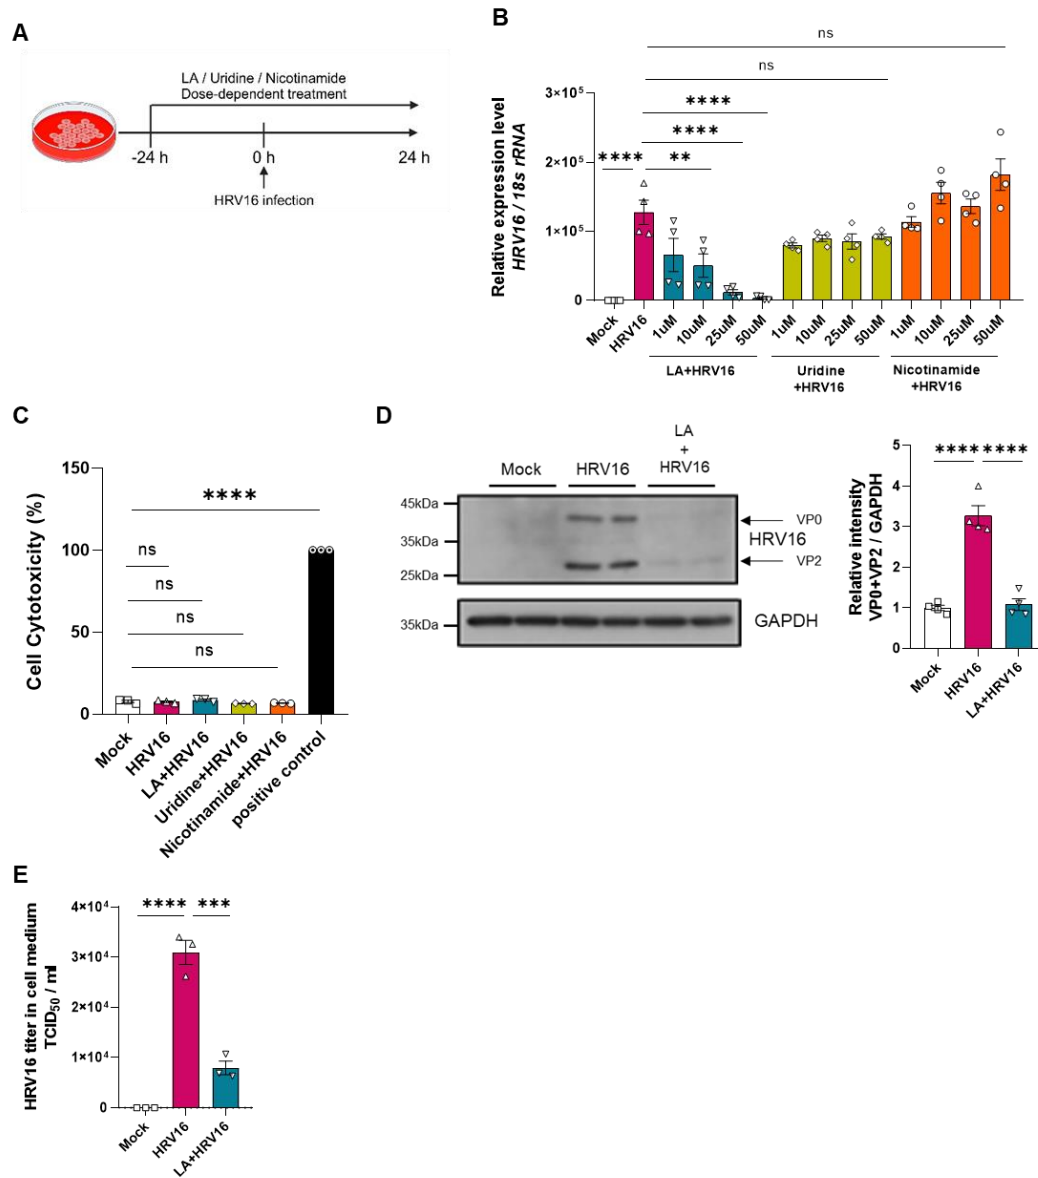 A
LA / Uridine / Nicotinamide
Dose-dependent treatment
-24 h
0 h
24 h
HRV16 infection
B
ns
ns
****
****
****
**
Relative expression level
HRV16 / 18s rRNA
3×10⁵
2×10⁵
1×10⁵
0
Mock
HRV16
1uM
10uM
25uM
50uM
1uM
10uM
25uM
50uM
1uM
10uM
25uM
50uM
LA+HRV16
Uridine
+HRV16
Nicotinamide
+HRV16
C
Cell Cytotoxicity (%)
150
100
50
0
****
ns
ns
ns
ns
Mock
HRV16
LA+HRV16
Uridine+HRV16
Nicotinamide+HRV16
positive control
D
Mock
HRV16
LA
+
HRV16
45kDa
35kDa
25kDa
VP0
HRV16
VP2
35kDa
GAPDH
Relative intensity
VP0+VP2 / GAPDH
5
4
3
2
1
0
****
****
Mock
HRV16
LA+HRV16
E
HRV16 titer in cell medium
TCID₅₀ / ml
4×10⁴
3×10⁴
2×10⁴
1×10⁴
0
****
***
Mock
HRV16
LA+HRV16